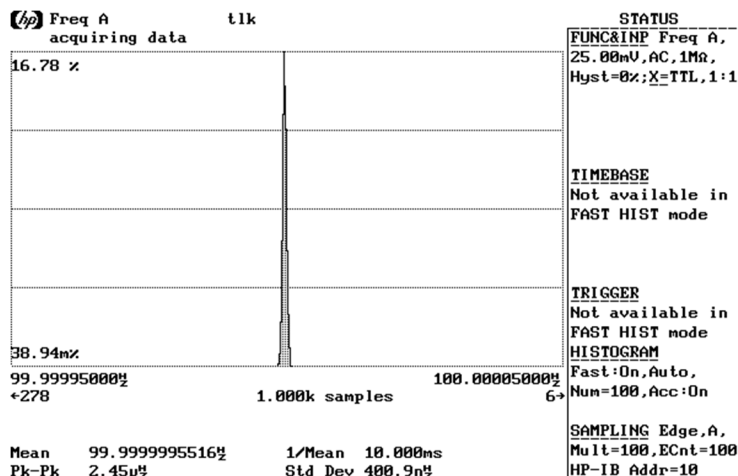 hp Freq A tlk
acquiring data
16.78 %
38.94m%
99.99995000Hz 100.00005000Hz
←278 1.000k samples 6→
Mean 99.9999995516Hz 1/Mean 10.000ms
Pk-Pk 2.45µHz Std Dev 400.9nHz
STATUS
FUNC&INP Freq A,
25.00mV,AC,1MΩ,
Hyst=0%;X=TTL,1:1
TIMEBASE
Not available in
FAST HIST mode
TRIGGER
Not available in
FAST HIST mode
HISTOGRAM
Fast:On,Auto,
Num=100,Acc:On
SAMPLING Edge,A,
Mult=100,ECnt=100
HP-IB Addr=10